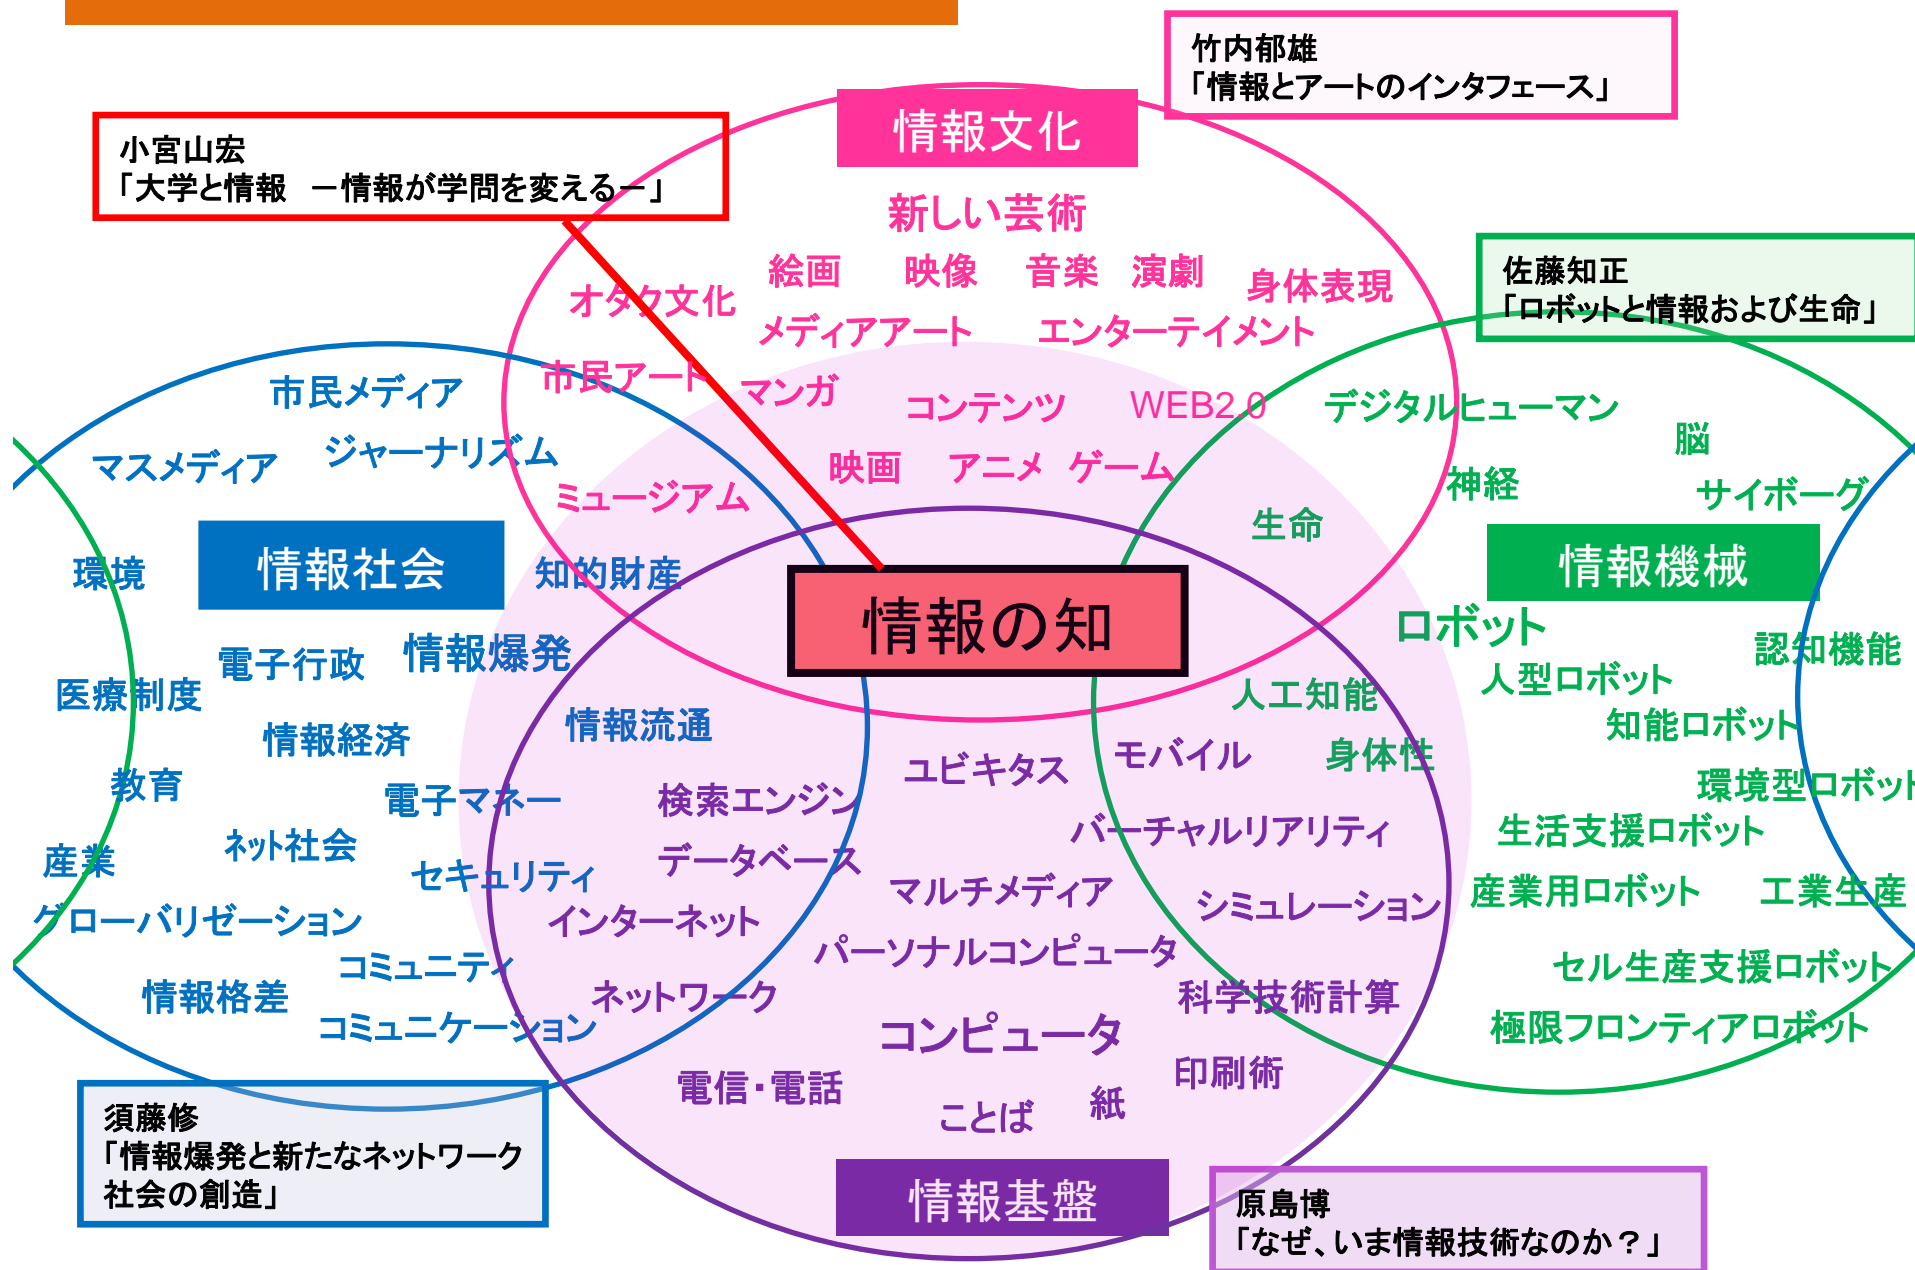 竹内郁雄
「情報とアートのインタフェース」
情報文化
小宮山宏
「大学と情報　－情報が学問を変える－」
新しい芸術
絵画
映像
音楽
演劇
身体表現
オタク文化
メディアアート
エンターテイメント
佐藤知正
「ロボットと情報および生命」
市民アート
マンガ
コンテンツ
WEB2.0
デジタルヒューマン
市民メディア
ジャーナリズム
マスメディア
映画
アニメ
ゲーム
脳
神経
サイボーグ
ミュージアム
生命
情報社会
情報機械
環境
知的財産
情報の知
ロボット
電子行政
情報爆発
認知機能
医療制度
人工知能
人型ロボット
情報経済
情報流通
知能ロボット
ユビキタス
モバイル
身体性
教育
電子マネー
検索エンジン
環境型ロボット
ネット社会
バーチャルリアリティ
生活支援ロボット
産業
セキュリティ
データベース
マルチメディア
シミュレーション
産業用ロボット
工業生産
グローバリゼーション
インターネット
パーソナルコンピュータ
コミュニティ
セル生産支援ロボット
情報格差
ネットワーク
科学技術計算
コミュニケーション
コンピュータ
極限フロンティアロボット
電信・電話
ことば
紙
印刷術
須藤修
「情報爆発と新たなネットワーク
社会の創造」
情報基盤
原島博
「なぜ、いま情報技術なのか？」